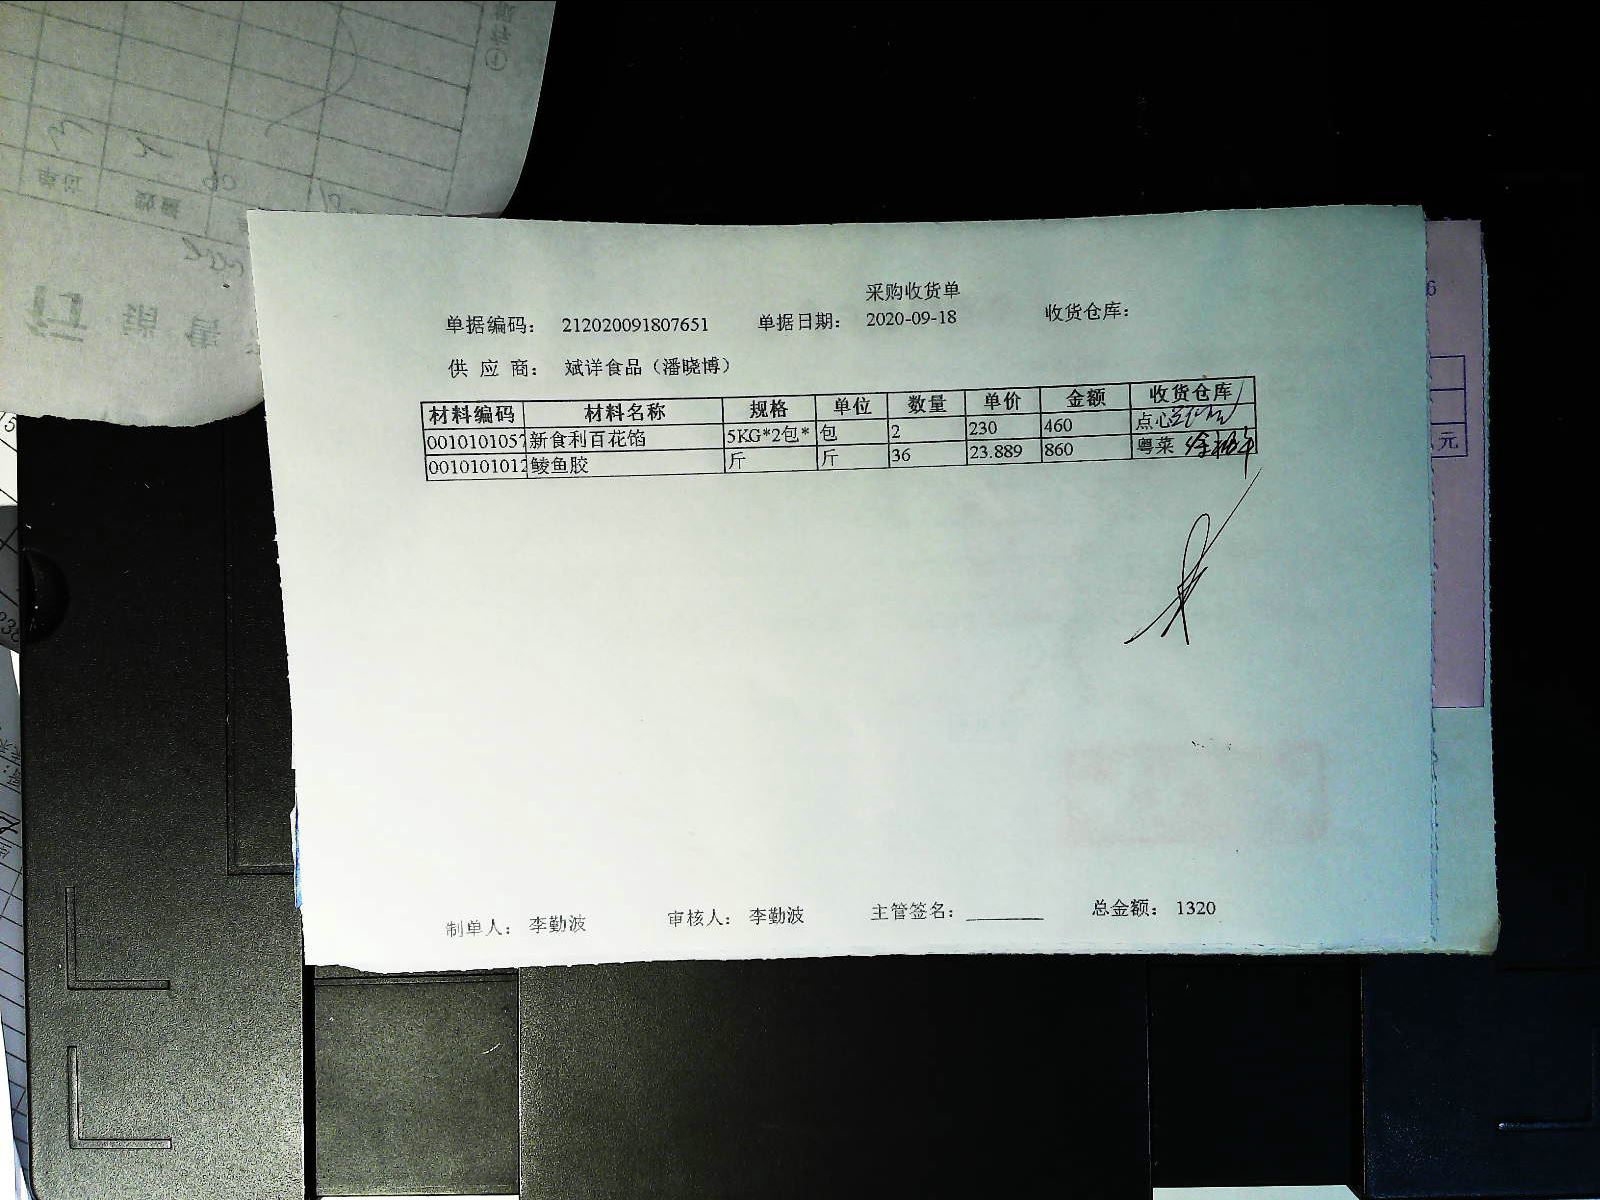 采购收货单
单据编码： 212020091807651 单据日期： 2020-09-18 收货仓库：
供 应 商： 斌详食品（潘晓博）
材料编码 材料名称 规格 单位 数量 单价 金额 收货仓库
0010101057 新食利百花馅 5KG*2包* 包 2 230 460 点心
0010101012 鲮鱼胶 斤 斤 36 23.889 860 粤菜
制单人： 李勤波 审核人： 李勤波 主管签名： 总金额： 1320
元
6